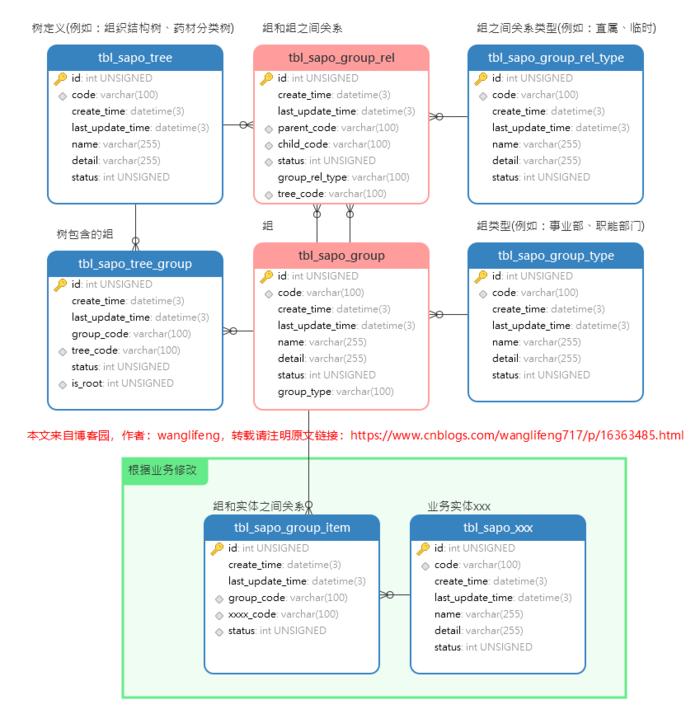 树定义(例如：组织结构树、药材分类树)
tbl_sapo_tree
id: int UNSIGNED
code: varchar(100)
create_time: datetime(3)
last_update_time: datetime(3)
name: varchar(255)
detail: varchar(255)
status: int UNSIGNED
组和组之间关系
tbl_sapo_group_rel
id: int UNSIGNED
create_time: datetime(3)
last_update_time: datetime(3)
parent_code: varchar(100)
child_code: varchar(100)
status: int UNSIGNED
group_rel_type: varchar(100)
tree_code: varchar(100)
组之间关系类型(例如：直属、临时)
tbl_sapo_group_rel_type
id: int UNSIGNED
code: varchar(100)
create_time: datetime(3)
last_update_time: datetime(3)
name: varchar(255)
detail: varchar(255)
status: int UNSIGNED
树包含的组
tbl_sapo_tree_group
id: int UNSIGNED
create_time: datetime(3)
last_update_time: datetime(3)
group_code: varchar(100)
tree_code: varchar(100)
status: int UNSIGNED
is_root: int UNSIGNED
组
tbl_sapo_group
id: int UNSIGNED
code: varchar(100)
create_time: datetime(3)
last_update_time: datetime(3)
name: varchar(255)
detail: varchar(255)
status: int UNSIGNED
group_type: varchar(100)
组类型(例如：事业部、职能部门)
tbl_sapo_group_type
id: int UNSIGNED
code: varchar(100)
create_time: datetime(3)
last_update_time: datetime(3)
name: varchar(255)
detail: varchar(255)
status: int UNSIGNED
本文来自博客园，作者：wanglifeng，转载请注明原文链接：https://www.cnblogs.com/wanglifeng717/p/16363485.html
根据业务修改
组和实体之间关系
tbl_sapo_group_item
id: int UNSIGNED
create_time: datetime(3)
last_update_time: datetime(3)
group_code: varchar(100)
xxxx_code: varchar(100)
status: int UNSIGNED
业务实体xxx
tbl_sapo_xxx
id: int UNSIGNED
code: varchar(100)
create_time: datetime(3)
last_update_time: datetime(3)
name: varchar(255)
detail: varchar(255)
status: int UNSIGNED